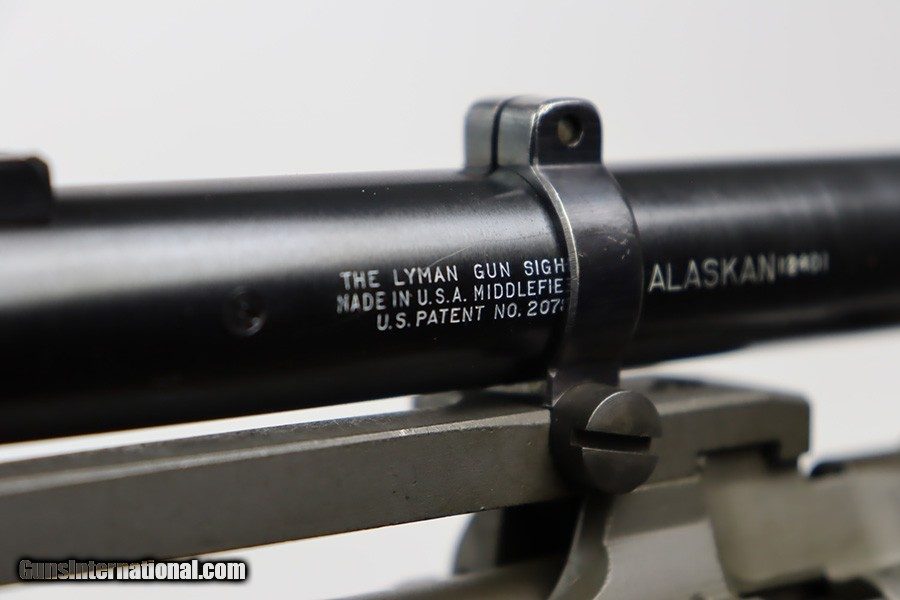 THE LYMAN GUN SIGH
MADE IN U.S.A. MIDDLEFIE
U.S. PATENT NO. 207
ALASKAN
GunsInternational.com